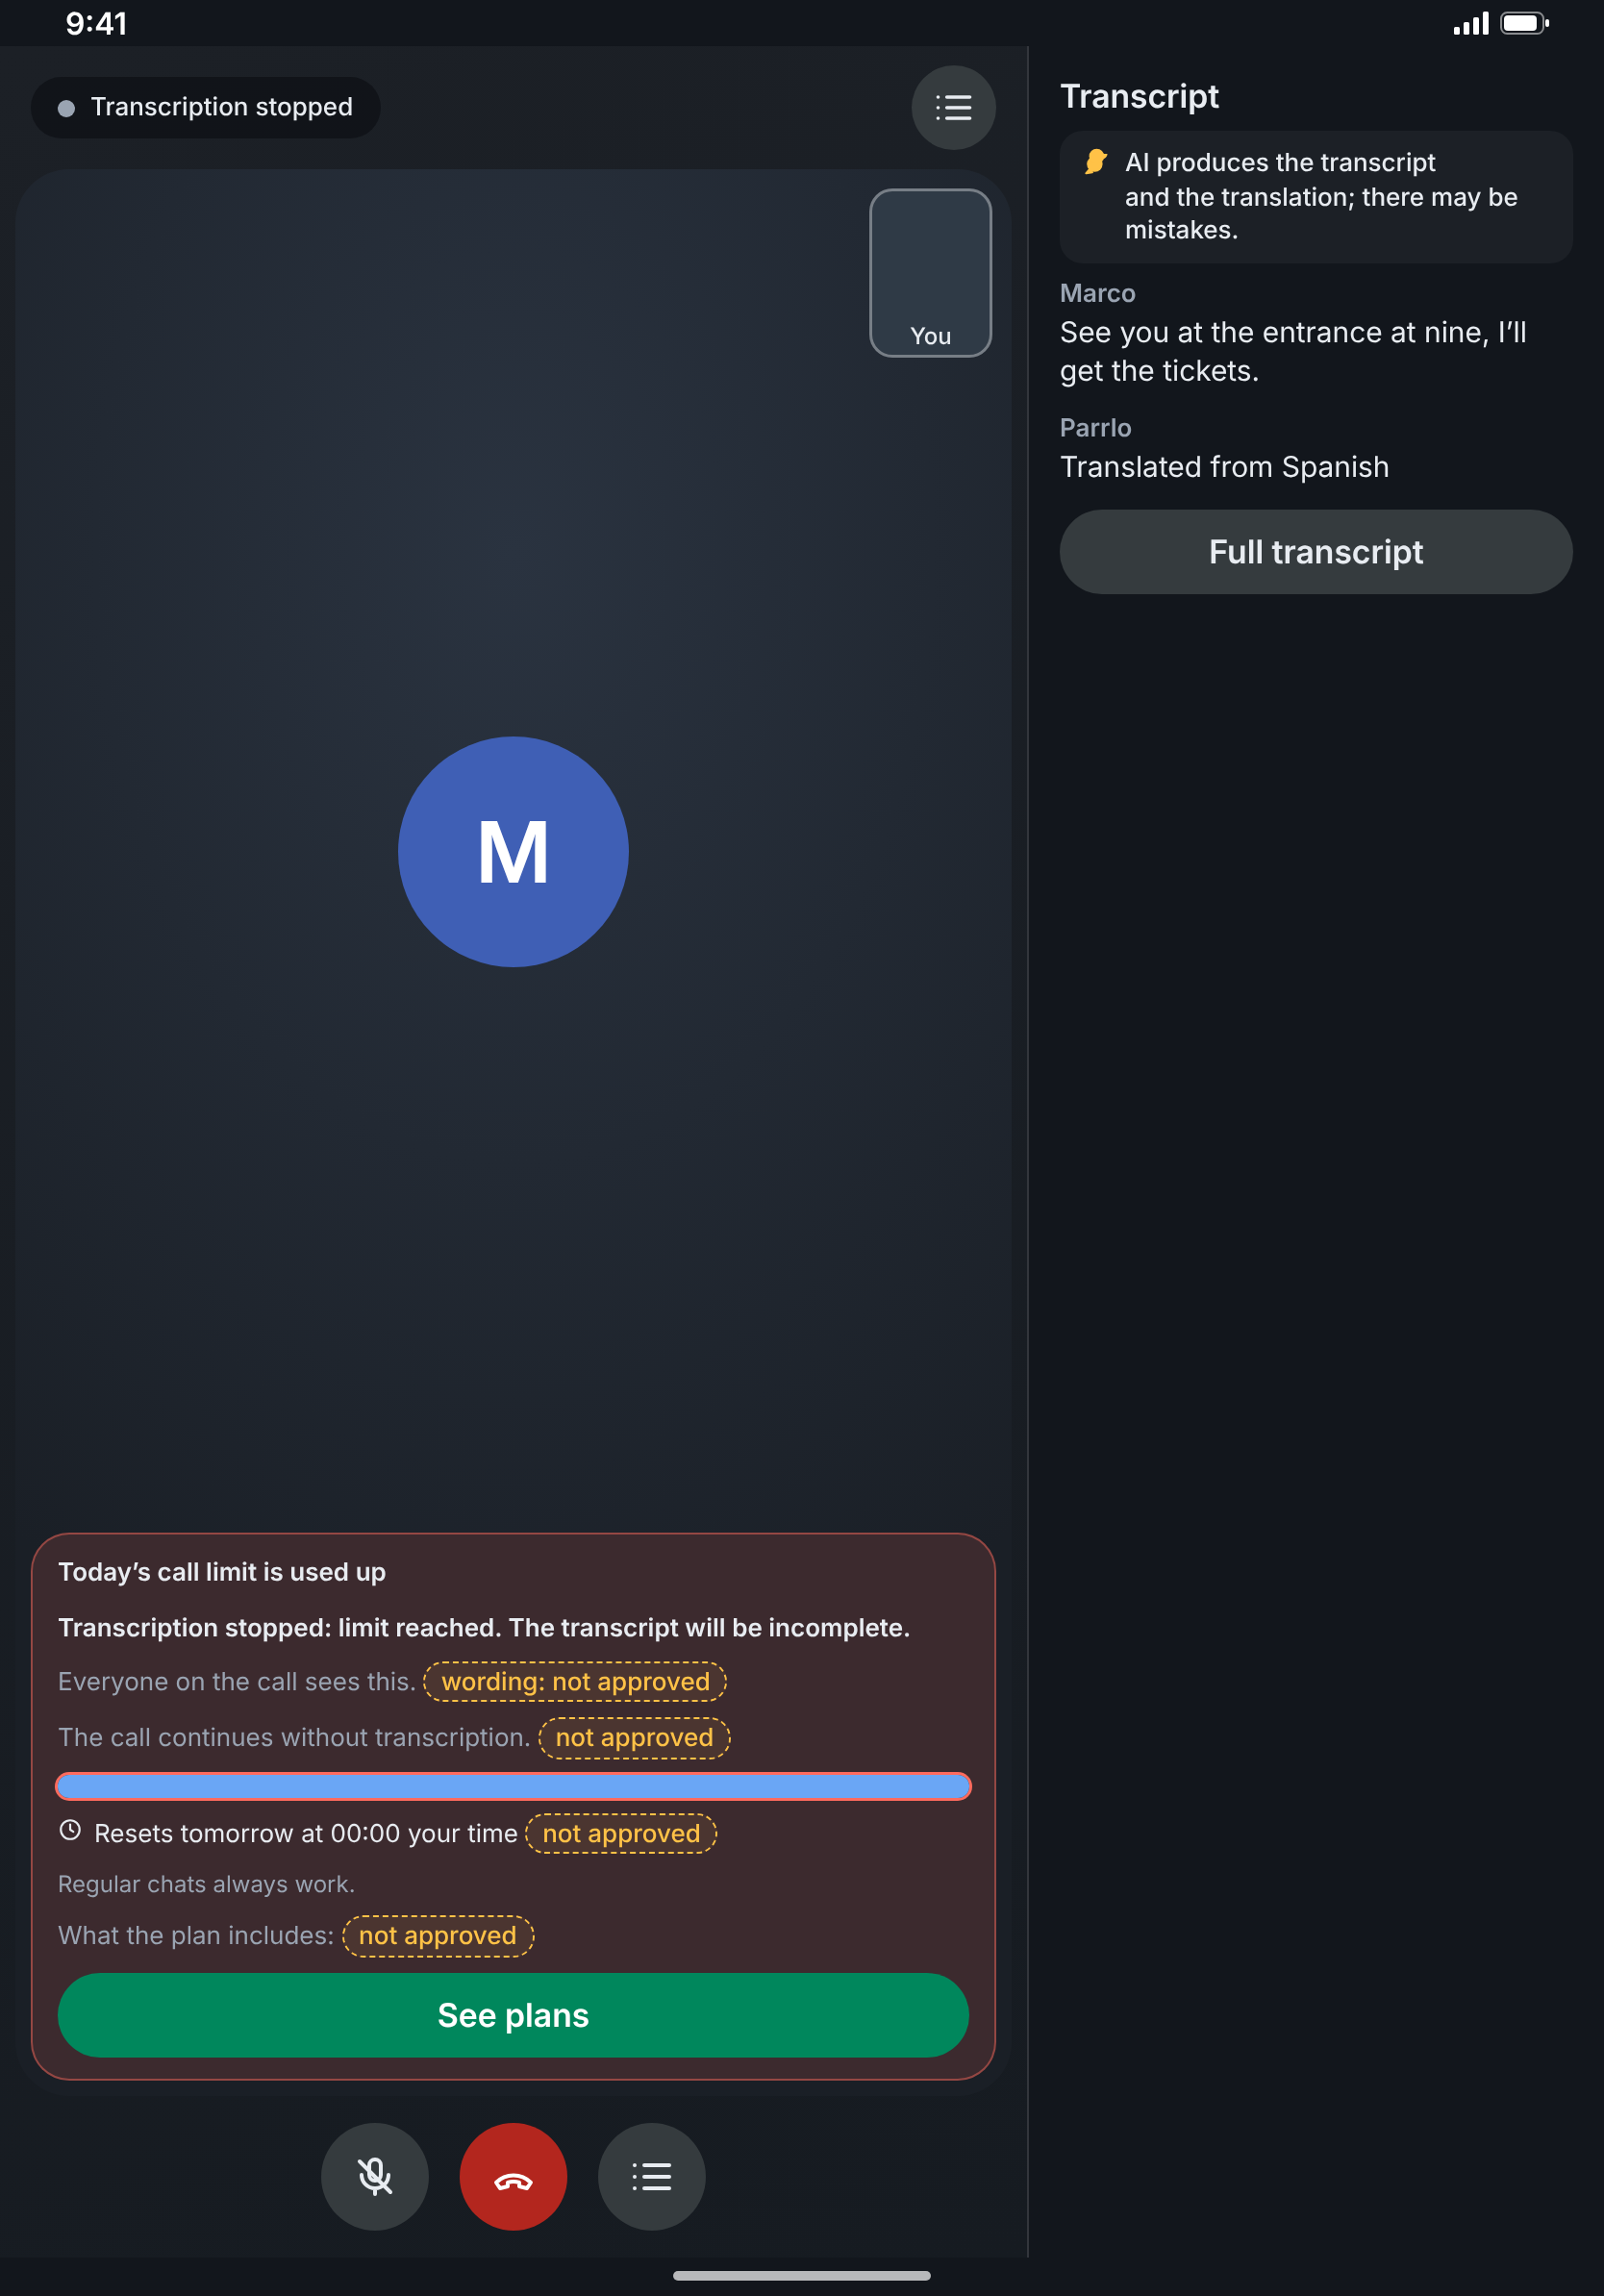 9:41
Transcription stopped
You
M
Today’s call limit is used up
Transcription stopped: limit reached. The transcript will be incomplete.
Everyone on the call sees this. wording: not approved
The call continues without transcription. not approved
Resets tomorrow at 00:00 your time not approved
Regular chats always work.
What the plan includes: not approved
See plans
Transcript
AI produces the transcript
and the translation; there may be
mistakes.
Marco
See you at the entrance at nine, I’ll
get the tickets.
Parrlo
Translated from Spanish
Full transcript